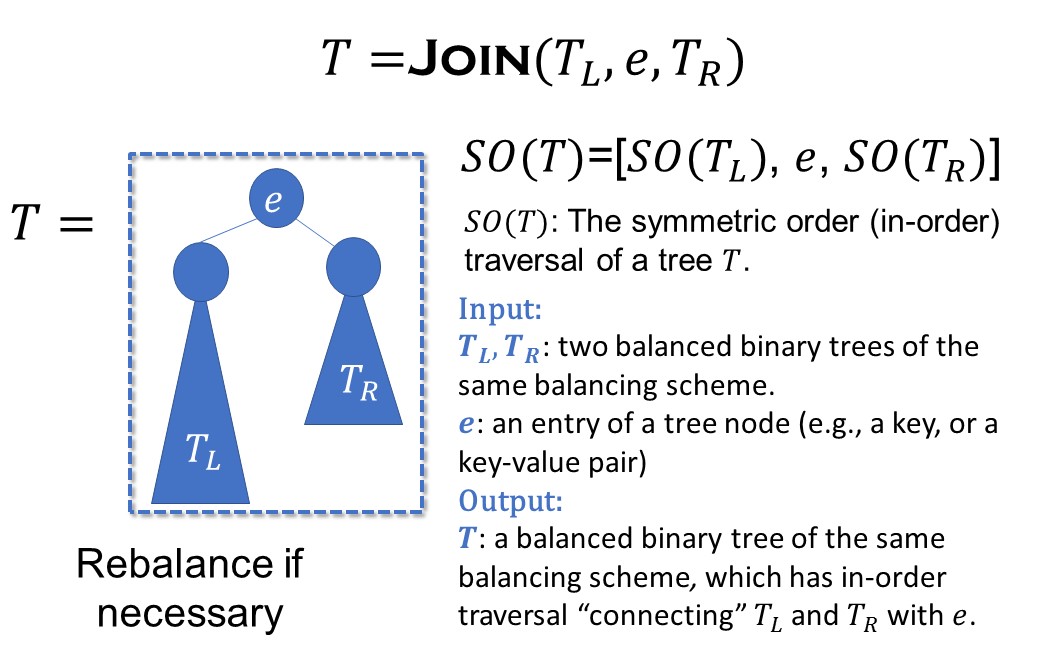 T =JOIN(T_L, e, T_R)
T =
e
T_L
T_R
Rebalance if
necessary
SO(T)=[SO(T_L), e, SO(T_R)]
SO(T): The symmetric order (in-order)
traversal of a tree T.
Input:
T_L, T_R: two balanced binary trees of the
same balancing scheme.
e: an entry of a tree node (e.g., a key, or a
key-value pair)
Output:
T: a balanced binary tree of the same
balancing scheme, which has in-order
traversal “connecting” T_L and T_R with e.